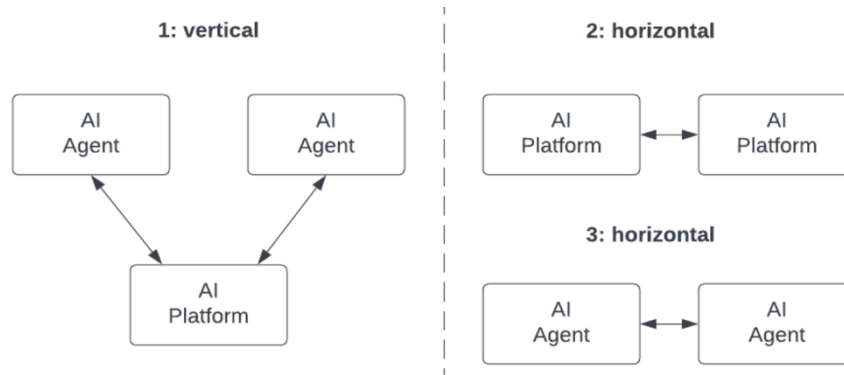 1: vertical
AI
Agent
AI
Agent
AI
Platform
2: horizontal
AI
Platform
AI
Platform
3: horizontal
AI
Agent
AI
Agent